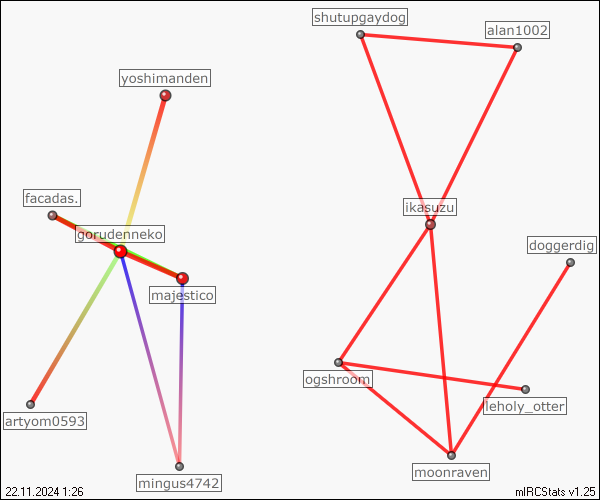 shutupgaydog
alan1002
yoshimanden
facadas.
ikasuzu
gorudenneko
doggerdig
majestico
ogshroom
leholy_otter
artyom0593
moonraven
mingus4742
22.11.2024 1:26
mIRCStats v1.25